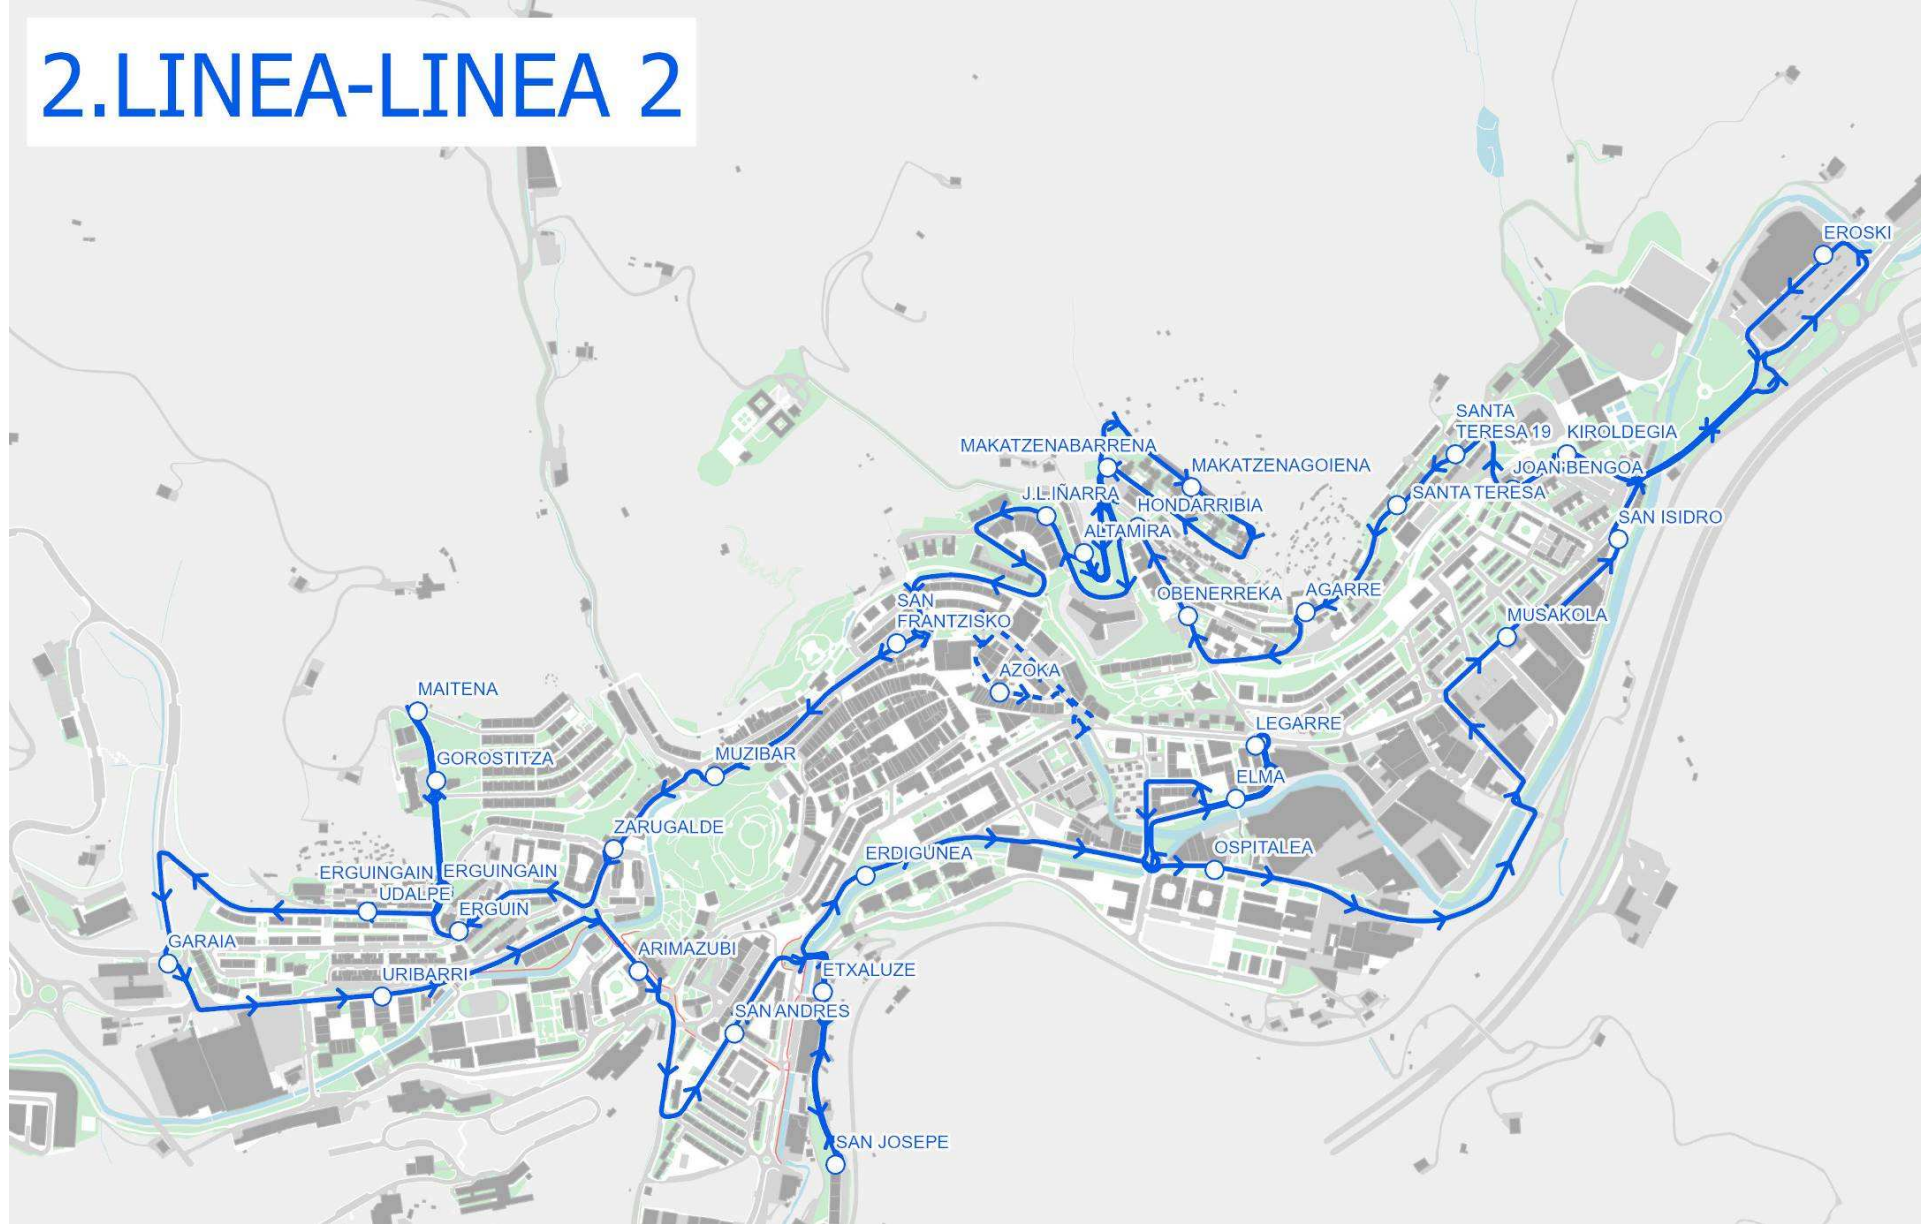 2.LINEA-LINEA 2
EROSKI
SANTA
TERESA 19
KIROLDEGIA
MAKATZENABARRENA
MAKATZENAGOIENA
JOAN BENGOA
J.L.IÑARRA
SANTA TERESA
HONDARRIBIA
SAN ISIDRO
ALTAMIRA
OBENERREKA
AGARRE
SAN
FRANTZISKO
MUSAKOLA
AZOKA
MAITENA
LEGARRE
GOROSTITZA
MUZIBAR
ELMA
ZARUGALDE
ERDIGUNEA
OSPITALEA
ERGUINGAIN
UDALPE
ERGUINGAIN
ERGUIN
GARAIA
ARIMAZUBI
URIBARRI
ETXALUZE
SAN ANDRES
SAN JOSEPE